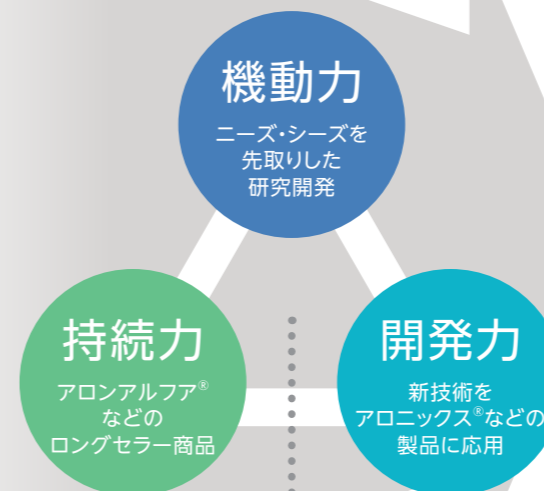 機動力
ニーズ・シーズを
先取りした
研究開発
持続力
アロンアルフア®
などの
ロングセラー商品
開発力
新技術を
アロニックス®などの
製品に応用